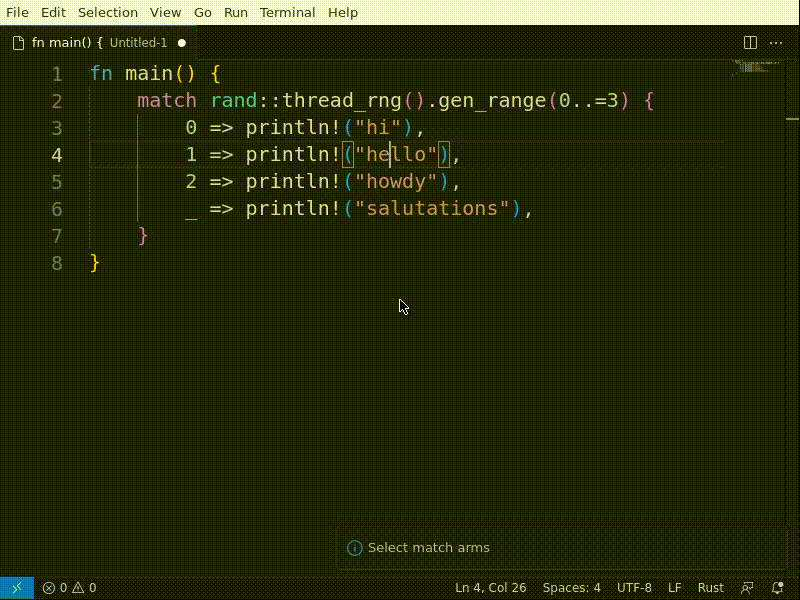 File Edit Selection View Go Run Terminal Help
fn main() { Untitled-1
1 fn main() {
2     match rand::thread_rng().gen_range(0..=3) {
3         0 => println!("hi"),
4         1 => println!("hello"),
5         2 => println!("howdy"),
6         _ => println!("salutations"),
7     }
8 }
Select match arms
0 0 Ln 4, Col 26 Spaces: 4 UTF-8 LF Rust